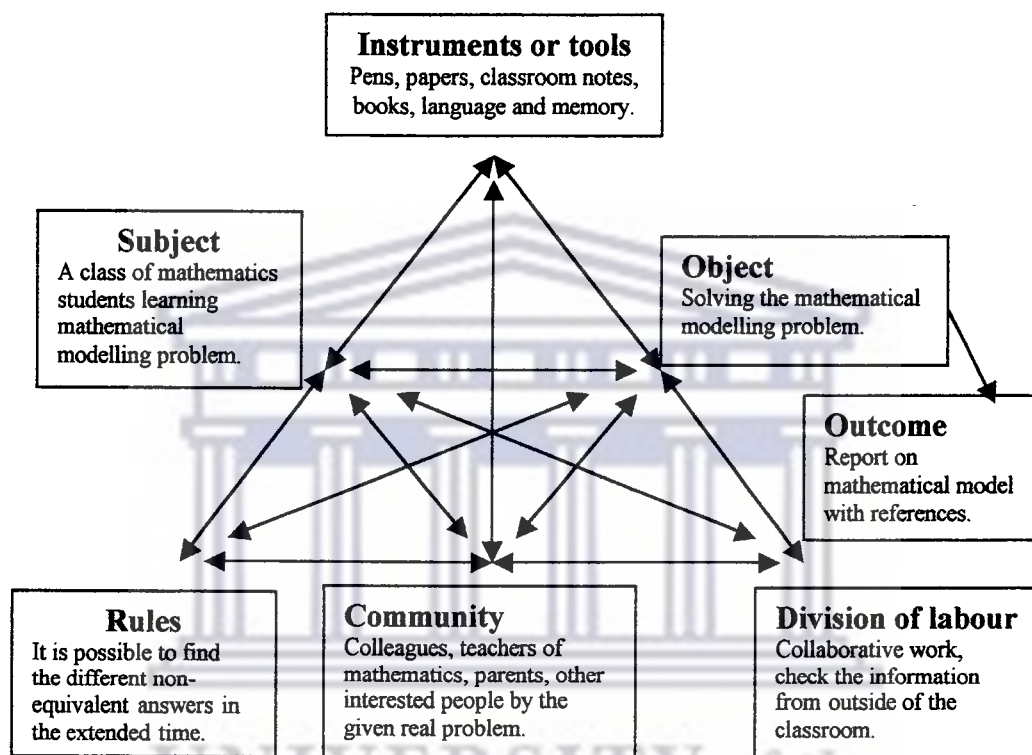 Instruments or tools
Pens, papers, classroom notes,
books, language and memory.
Subject
A class of mathematics
students learning
mathematical
modelling problem.
Object
Solving the mathematical
modelling problem.
Outcome
Report on
mathematical model
with references.
Rules
It is possible to find
the different non-
equivalent answers in
the extended time.
Community
Colleagues, teachers of
mathematics, parents, other
interested people by the
given real problem.
Division of labour
Collaborative work,
check the information
from outside of the
classroom.